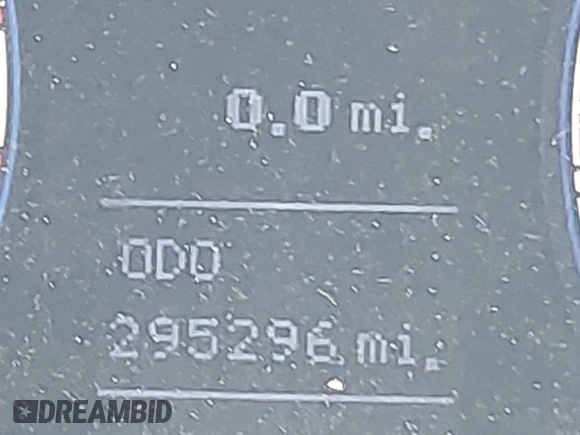 0.0 mi.
ODO
295296 mi.
DREAMBID